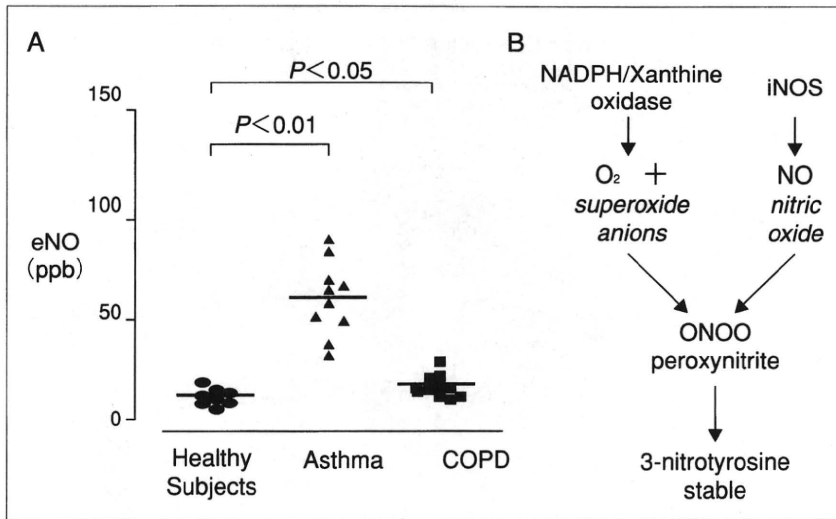 A
P<0.05
P<0.01
150
100
50
0
eNO
(ppb)
Healthy
Subjects
Asthma
COPD
B
NADPH/Xanthine
oxidase
iNOS
O₂ + NO
superoxide
anions
nitric
oxide
ONOO
peroxynitrite
3-nitrotyrosine
stable